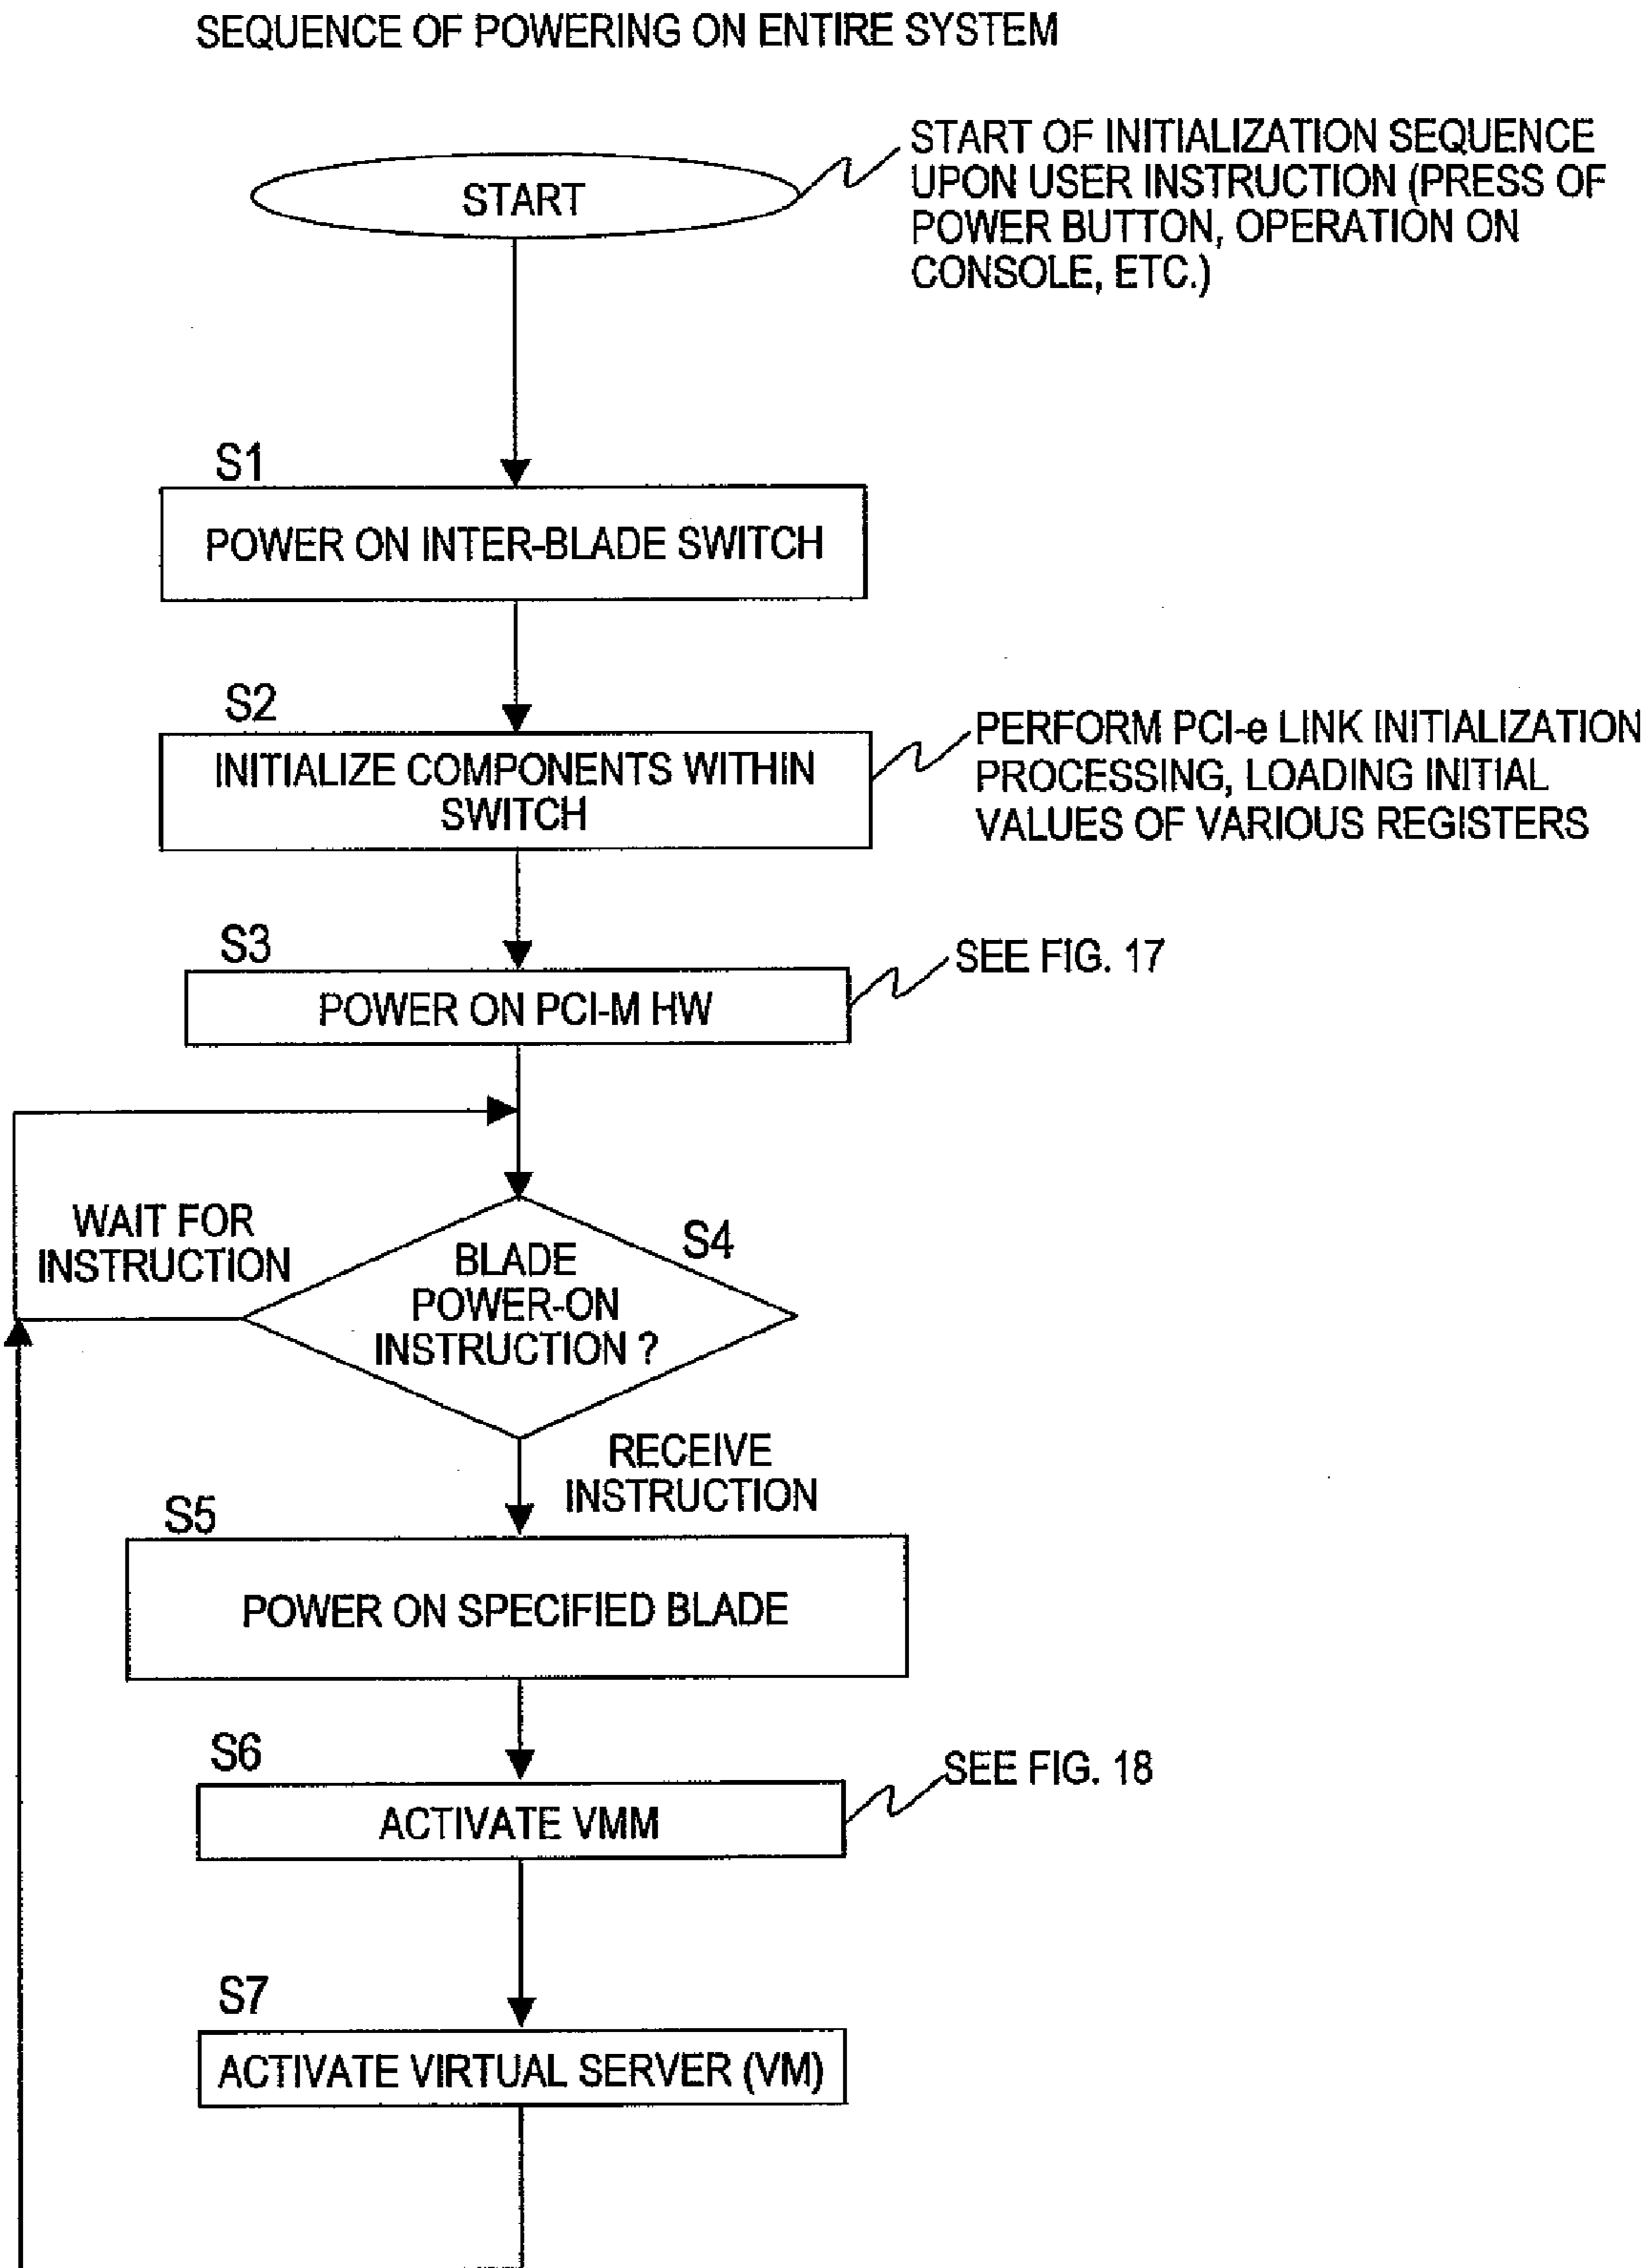 SEQUENCE OF POWERING ON ENTIRE SYSTEM
START
START OF INITIALIZATION SEQUENCE
UPON USER INSTRUCTION (PRESS OF
POWER BUTTON, OPERATION ON
CONSOLE, ETC.)
S1
POWER ON INTER-BLADE SWITCH
S2
INITIALIZE COMPONENTS WITHIN
SWITCH
PERFORM PCI-e LINK INITIALIZATION
PROCESSING, LOADING INITIAL
VALUES OF VARIOUS REGISTERS
S3
POWER ON PCI-M HW
SEE FIG. 17
WAIT FOR
INSTRUCTION
S4
BLADE
POWER-ON
INSTRUCTION ?
RECEIVE
INSTRUCTION
S5
POWER ON SPECIFIED BLADE
S6
ACTIVATE VMM
SEE FIG. 18
S7
ACTIVATE VIRTUAL SERVER (VM)